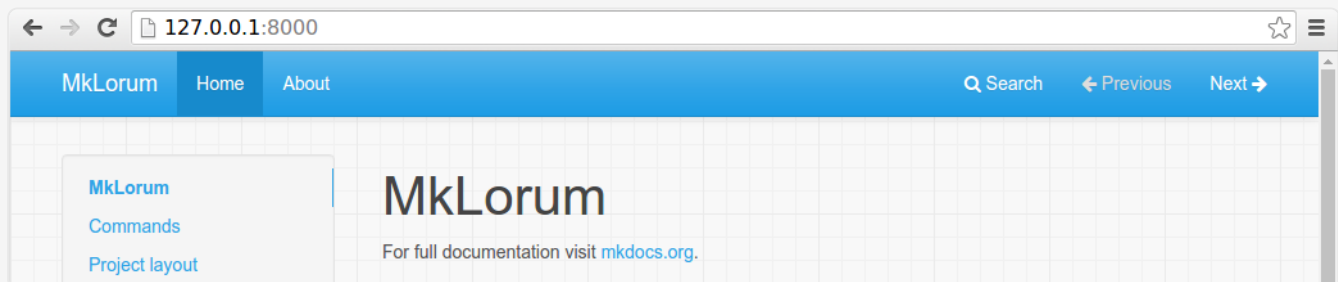 127.0.0.1:8000
MkLorum Home About Search Previous Next
MkLorum
Commands
Project layout
MkLorum
For full documentation visit mkdocs.org.